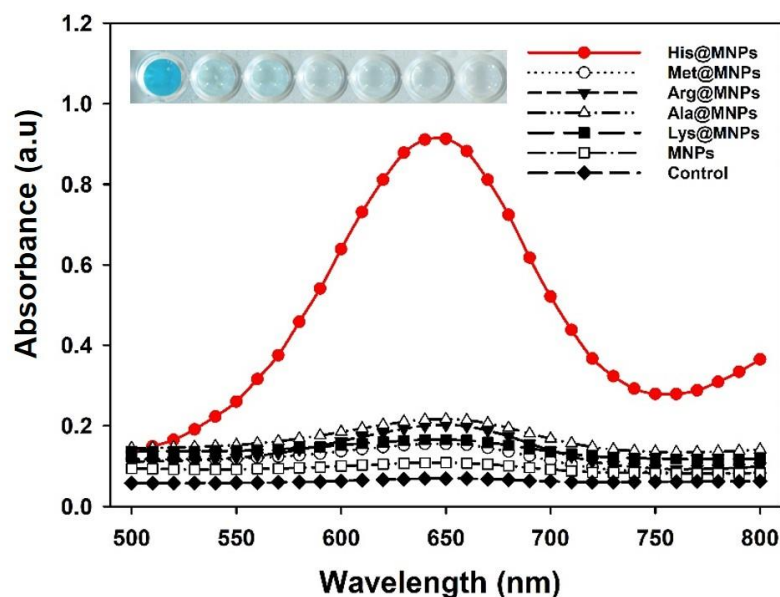 1.2
1.0
0.8
0.6
0.4
0.2
0.0
Absorbance (a.u)
500
550
600
650
700
750
800
Wavelength (nm)
His@MNPs
Met@MNPs
Arg@MNPs
Ala@MNPs
Lys@MNPs
MNPs
Control